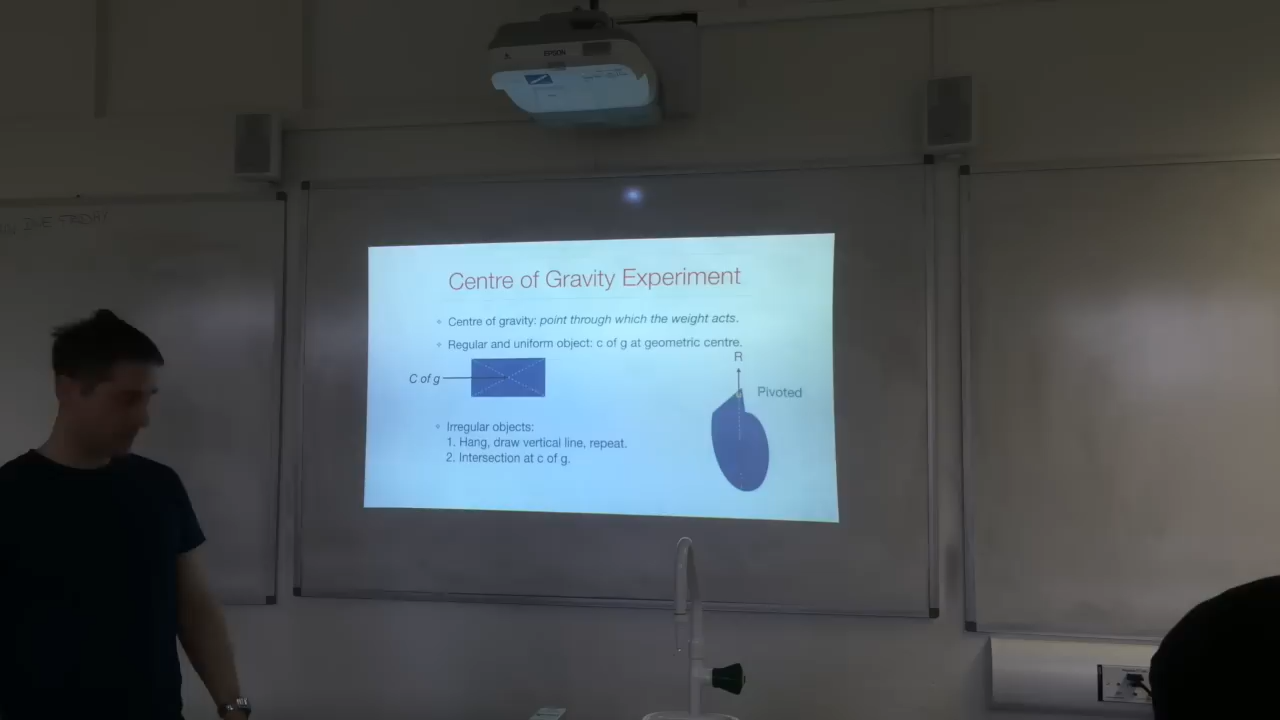 EPSON
Centre of Gravity Experiment
Centre of gravity: point through which the weight acts.
Regular and uniform object: c of g at geometric centre.
C of g
R
Pivoted
Irregular objects:
1. Hang, draw vertical line, repeat.
2. Intersection at c of g.